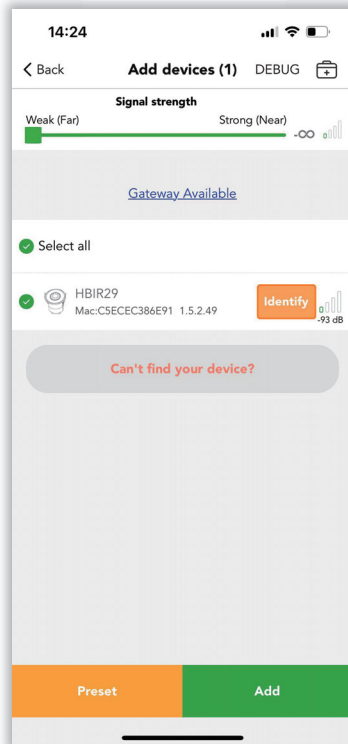 14:24
Back Add devices (1) DEBUG
Signal strength
Weak (Far) Strong (Near)
-∞
Gateway Available
Select all
HBIR29
Identify
Mac:C5ECEC386E91 1.5.2.49
-93 dB
Can't find your device?
Preset Add